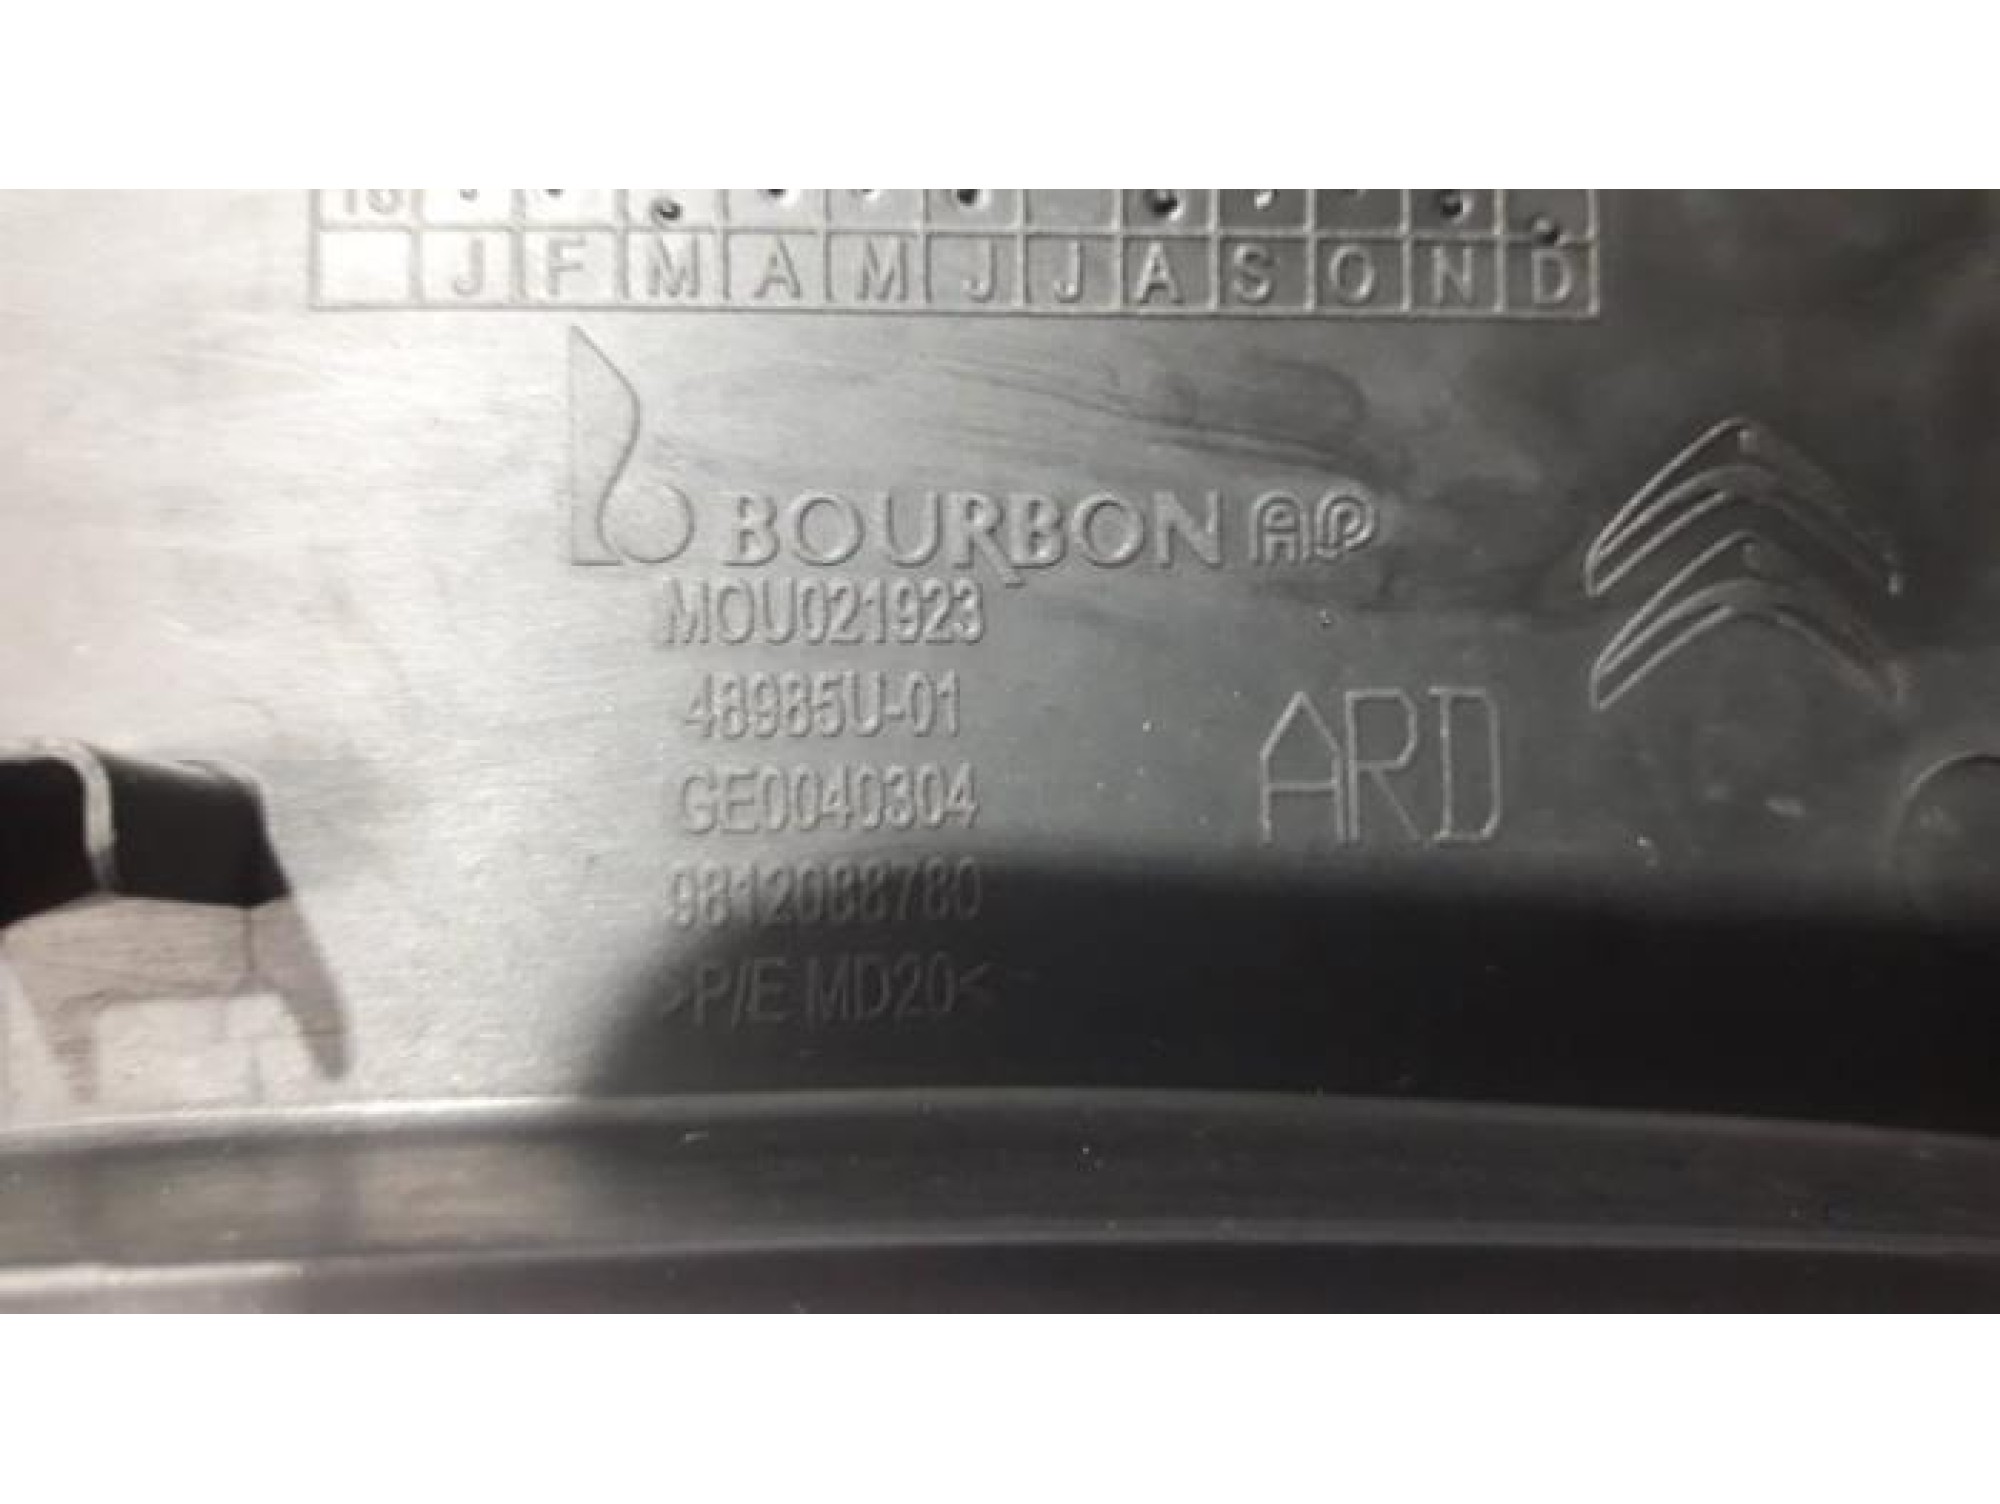 J F M A M J J A S O N D
BOURBON AP
MOU021923
48985U-01
GE0040304
ARD
9812088780
>P/E MD20<